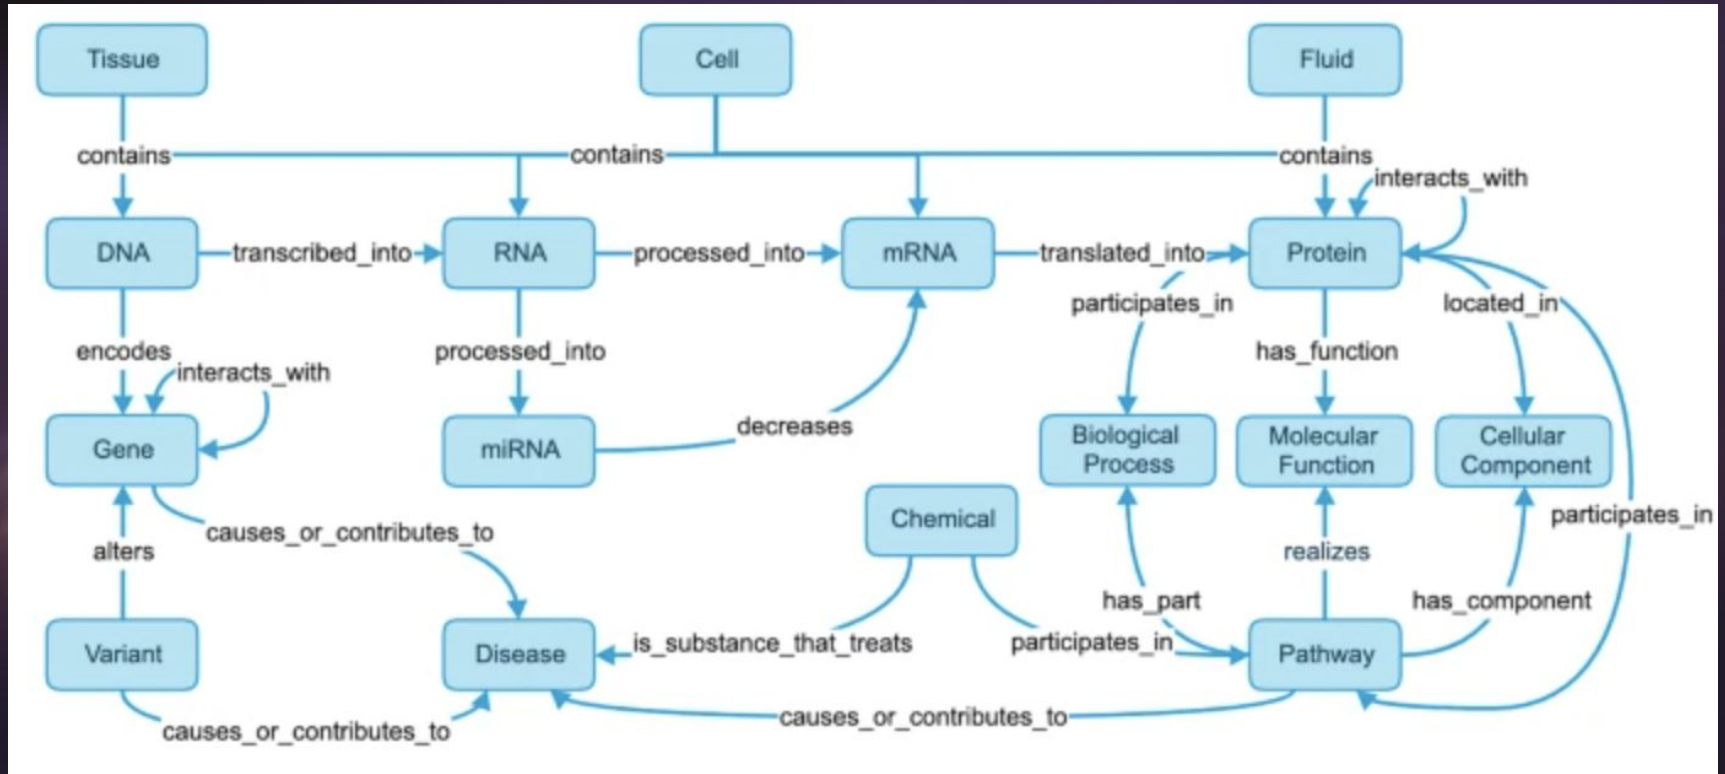 Tissue
Cell
Fluid
contains
contains
contains
interacts_with
DNA
transcribed_into
RNA
processed_into
mRNA
translated_into
Protein
participates_in
located_in
encodes
processed_into
has_function
interacts_with
Gene
miRNA
decreases
Biological
Process
Molecular
Function
Cellular
Component
Chemical
participates_in
causes_or_contributes_to
alters
realizes
has_part
has_component
Variant
Disease
is_substance_that_treats
participates_in
Pathway
causes_or_contributes_to
causes_or_contributes_to